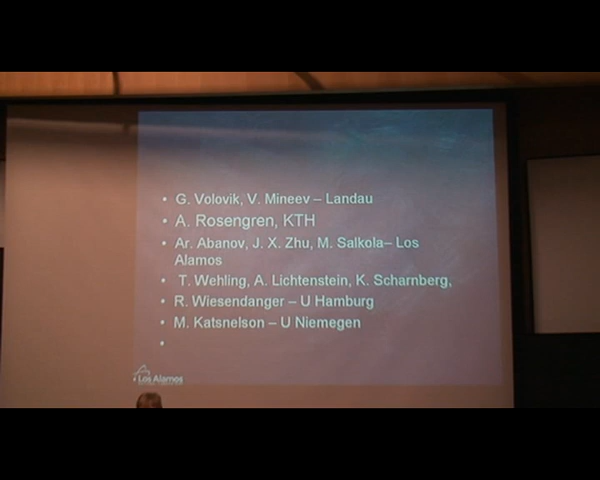 • G. Volovik, V. Mineev – Landau
• A. Rosengren, KTH
• Ar. Abanov, J. X. Zhu, M. Salkola– Los
Alamos
• T. Wehling, A. Lichtenstein, K. Scharnberg,
• R. Wiesendanger – U Hamburg
• M. Katsnelson – U Niemegen
•
Los Alamos